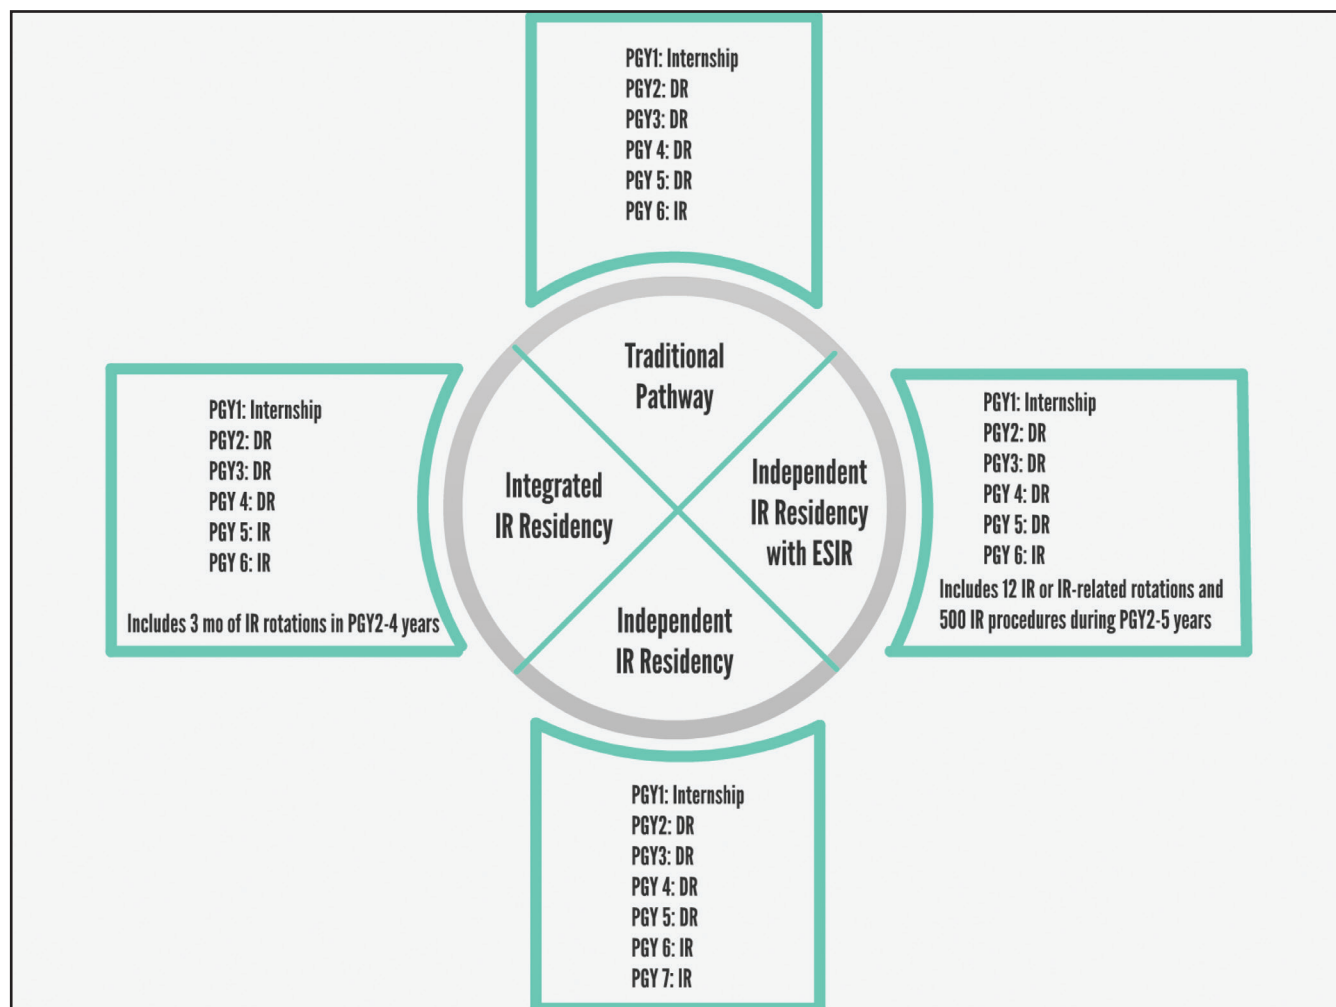 PGY1: Internship
PGY2: DR
PGY3: DR
PGY 4: DR
PGY 5: DR
PGY 6: IR
Traditional
Pathway
PGY1: Internship
PGY2: DR
PGY3: DR
PGY 4: DR
PGY 5: IR
PGY 6: IR
Includes 3 mo of IR rotations in PGY2-4 years
Integrated
IR Residency
Independent
IR Residency
with ESIR
PGY1: Internship
PGY2: DR
PGY3: DR
PGY 4: DR
PGY 5: DR
PGY 6: IR
Includes 12 IR or IR-related rotations and
500 IR procedures during PGY2-5 years
Independent
IR Residency
PGY1: Internship
PGY2: DR
PGY3: DR
PGY 4: DR
PGY 5: DR
PGY 6: IR
PGY 7: IR